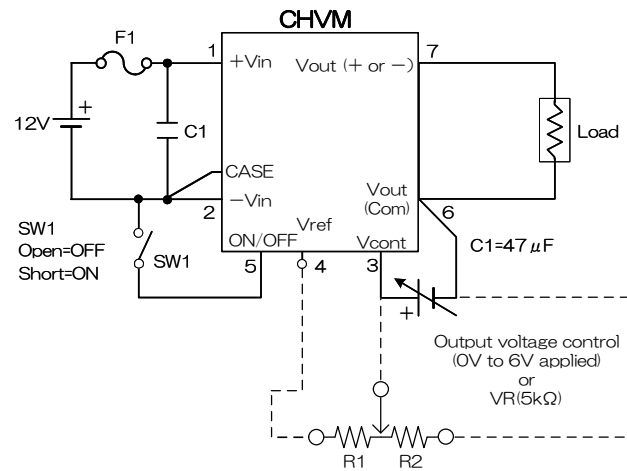 CHVM
F1
1
7
+Vin
Vout (+ or −)
12V
+
C1
Load
CASE
Vout
(Com)
−Vin
2
6
SW1
Open=OFF
Short=ON
SW1
Vref
ON/OFF
Vcont
5
4
3
C1=47μF
+
Output voltage control
(0V to 6V applied)
or
VR(5kΩ)
R1
R2